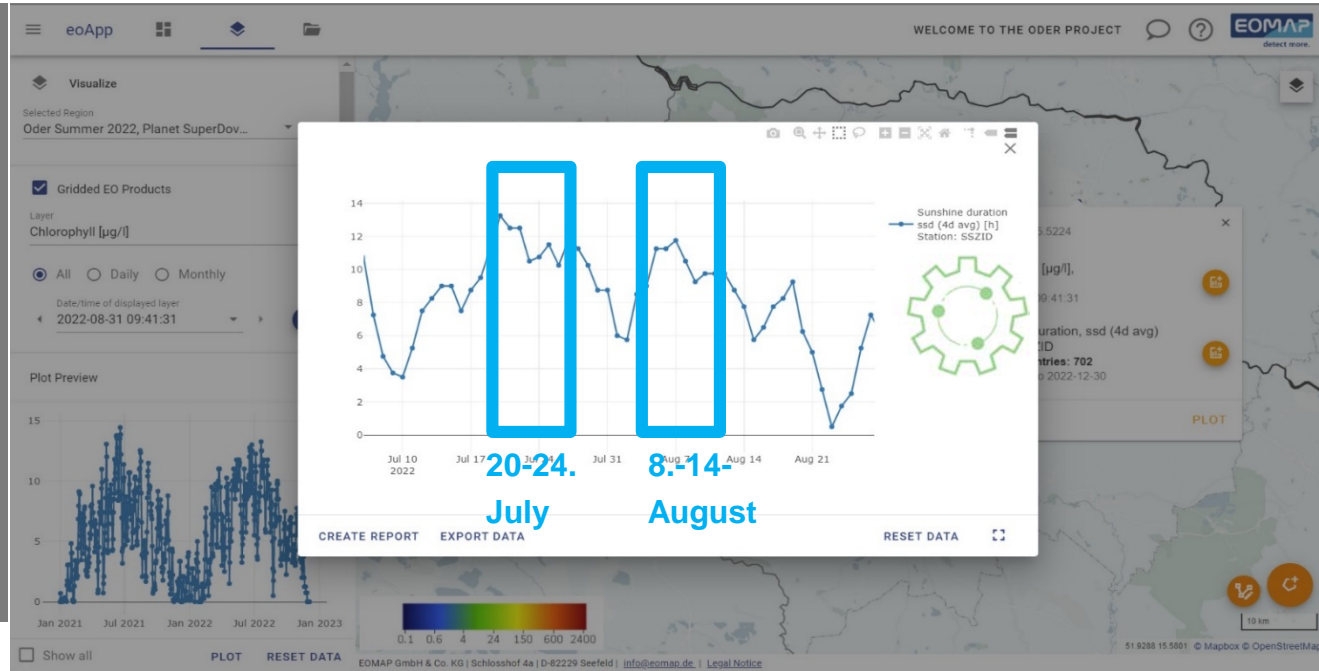 eoApp
WELCOME TO THE ODER PROJECT
EOMAP
detect more.
Visualize
Selected Region
Oder Summer 2022, Planet SuperDov...
Gridded EO Products
Layer
Chlorophyll [µg/l]
All
Daily
Monthly
Date/time of displayed layer
2022-08-31 09:41:31
Plot Preview
15
10
5
0
Jan 2021
Jul 2021
Jan 2022
Jul 2022
Jan 2023
Show all
PLOT
RESET DATA
14
12
10
8
6
4
2
0
Jul 10
2022
Jul 17
Jul 24
Jul 31
Aug 7
Aug 14
Aug 21
Sunshine duration
ssd (4d avg) [h]
Station: SSZID
20-24.
July
8.-14-
August
CREATE REPORT
EXPORT DATA
RESET DATA
5.5224
[µg/l],
09:41:31
uration, ssd (4d avg)
ZID
ntries: 702
o 2022-12-30
PLOT
0.1 0.6 4 24 150 600 2400
10 km
51.9288 15.5801 © Mapbox © OpenStreetMap
EOMAP GmbH & Co. KG | Schlosshof 4a | D-82229 Seefeld | info@eomap.de | Legal Notice